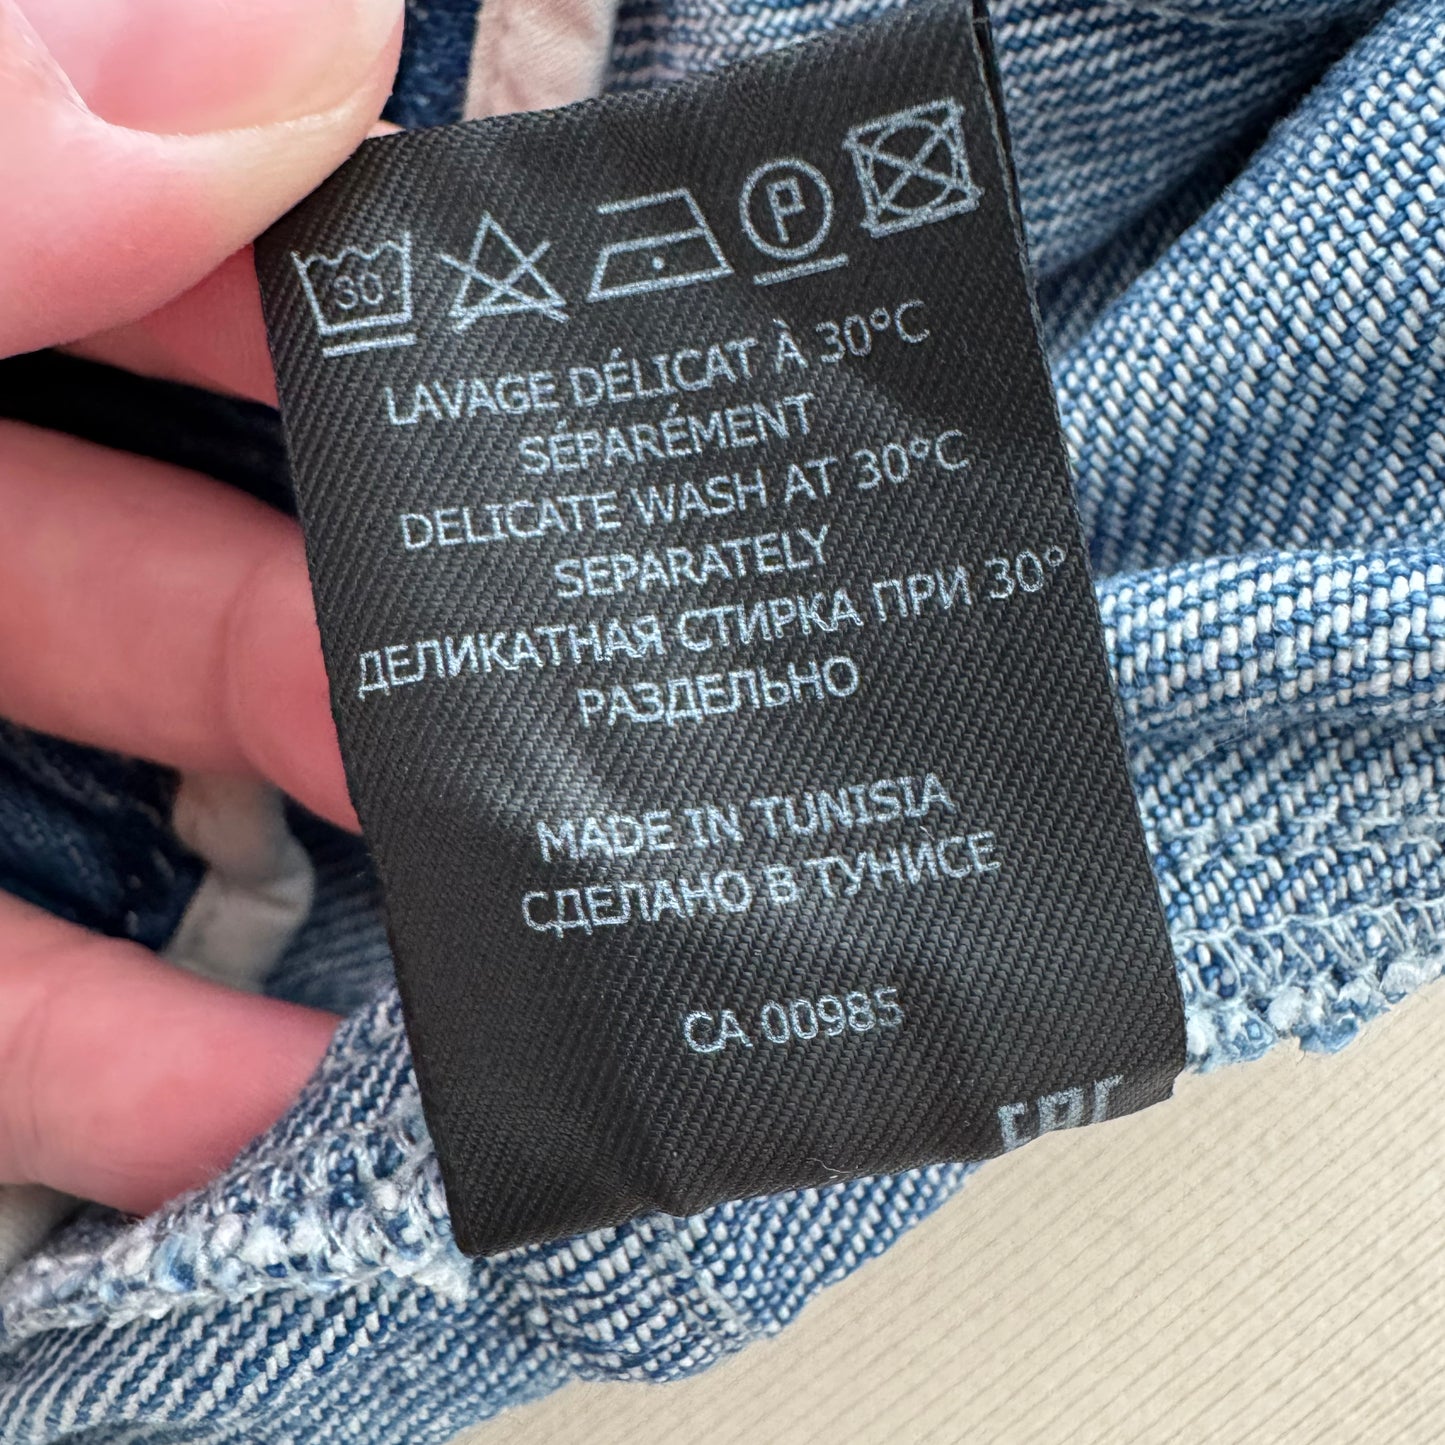 30
P
LAVAGE DÉLICAT À 30°C
SÉPARÉMENT
DELICATE WASH AT 30°C
SEPARATELY
ДЕЛИКАТНАЯ СТИРКА ПРИ 30°
РАЗДЕЛЬНО
MADE IN TUNISIA
СДЕЛАНО В ТУНИСЕ
CA 00985